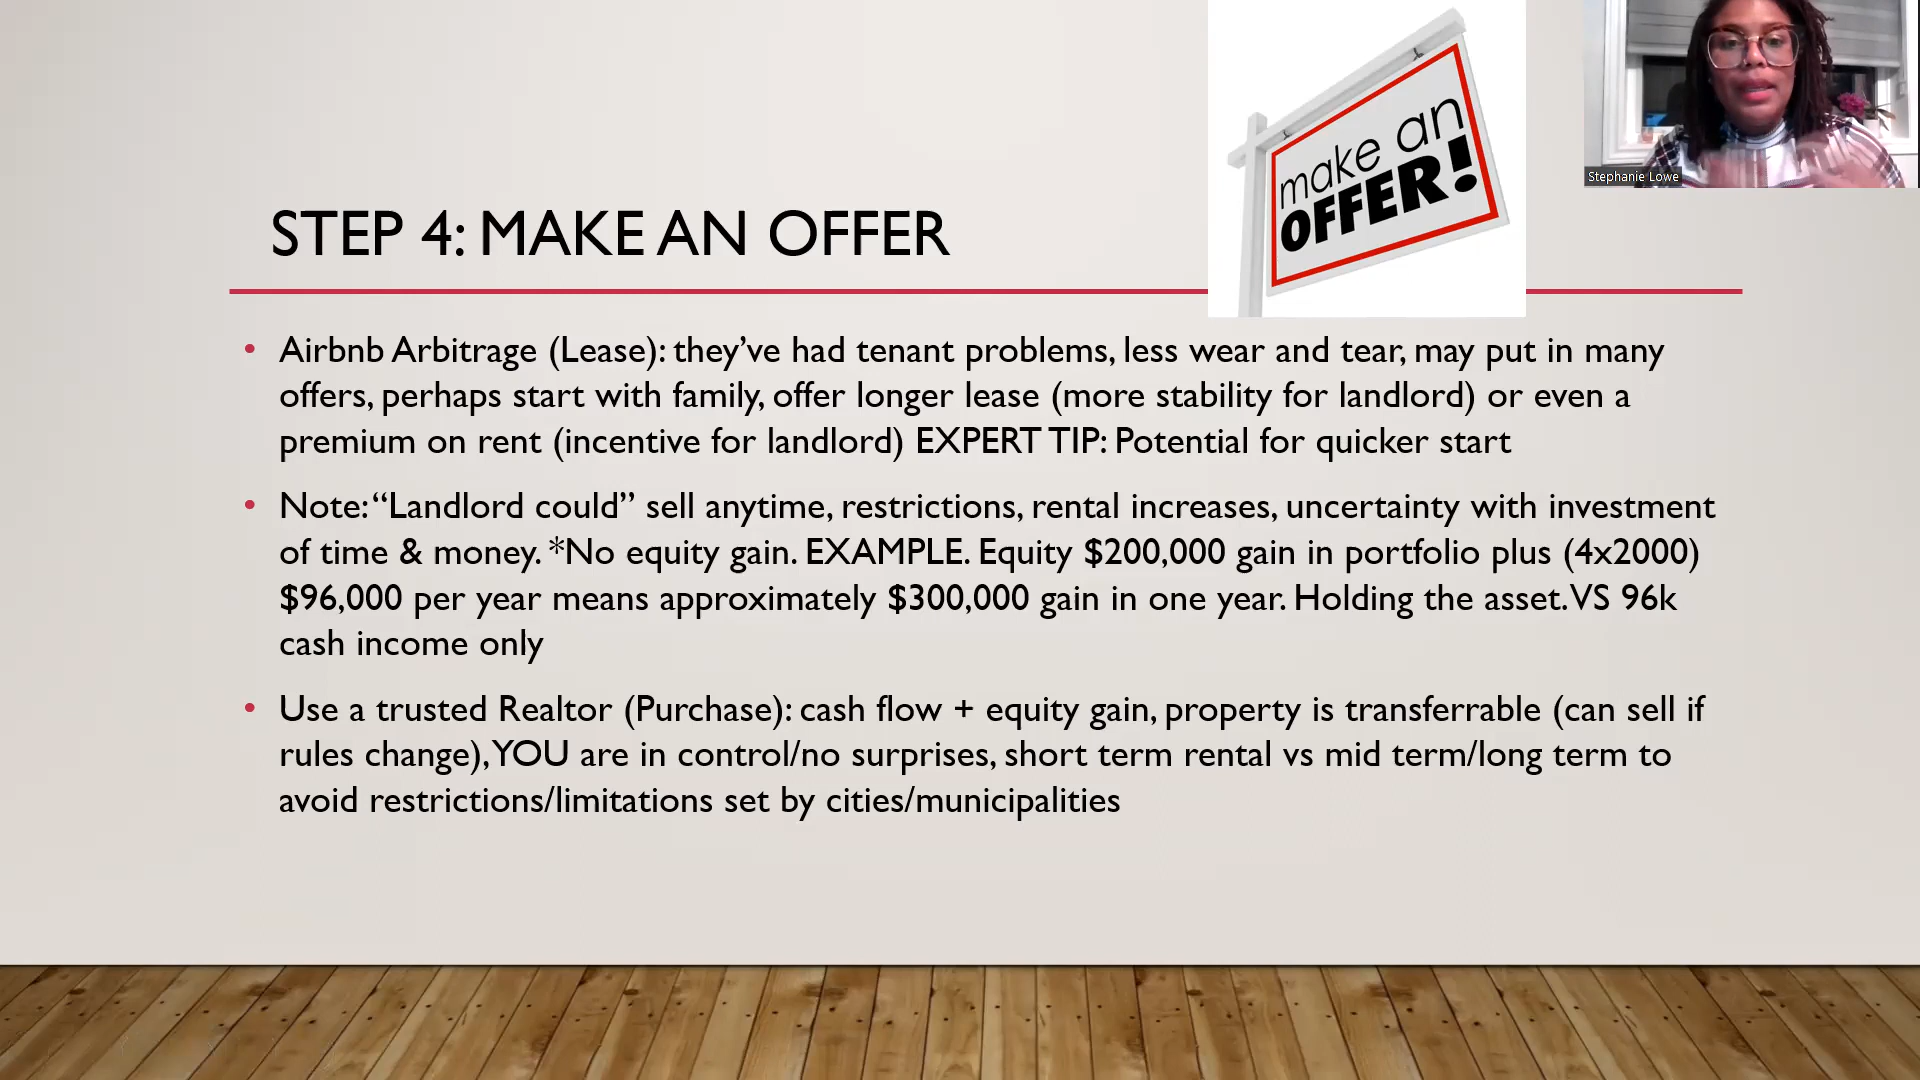 make an
OFFER!
Stephanie Lowe
STEP 4: MAKE AN OFFER
• Airbnb Arbitrage (Lease): they’ve had tenant problems, less wear and tear, may put in many
offers, perhaps start with family, offer longer lease (more stability for landlord) or even a
premium on rent (incentive for landlord) EXPERT TIP: Potential for quicker start
• Note: “Landlord could” sell anytime, restrictions, rental increases, uncertainty with investment
of time & money. *No equity gain. EXAMPLE. Equity $200,000 gain in portfolio plus (4x2000)
$96,000 per year means approximately $300,000 gain in one year. Holding the asset. VS 96k
cash income only
• Use a trusted Realtor (Purchase): cash flow + equity gain, property is transferrable (can sell if
rules change), YOU are in control/no surprises, short term rental vs mid term/long term to
avoid restrictions/limitations set by cities/municipalities